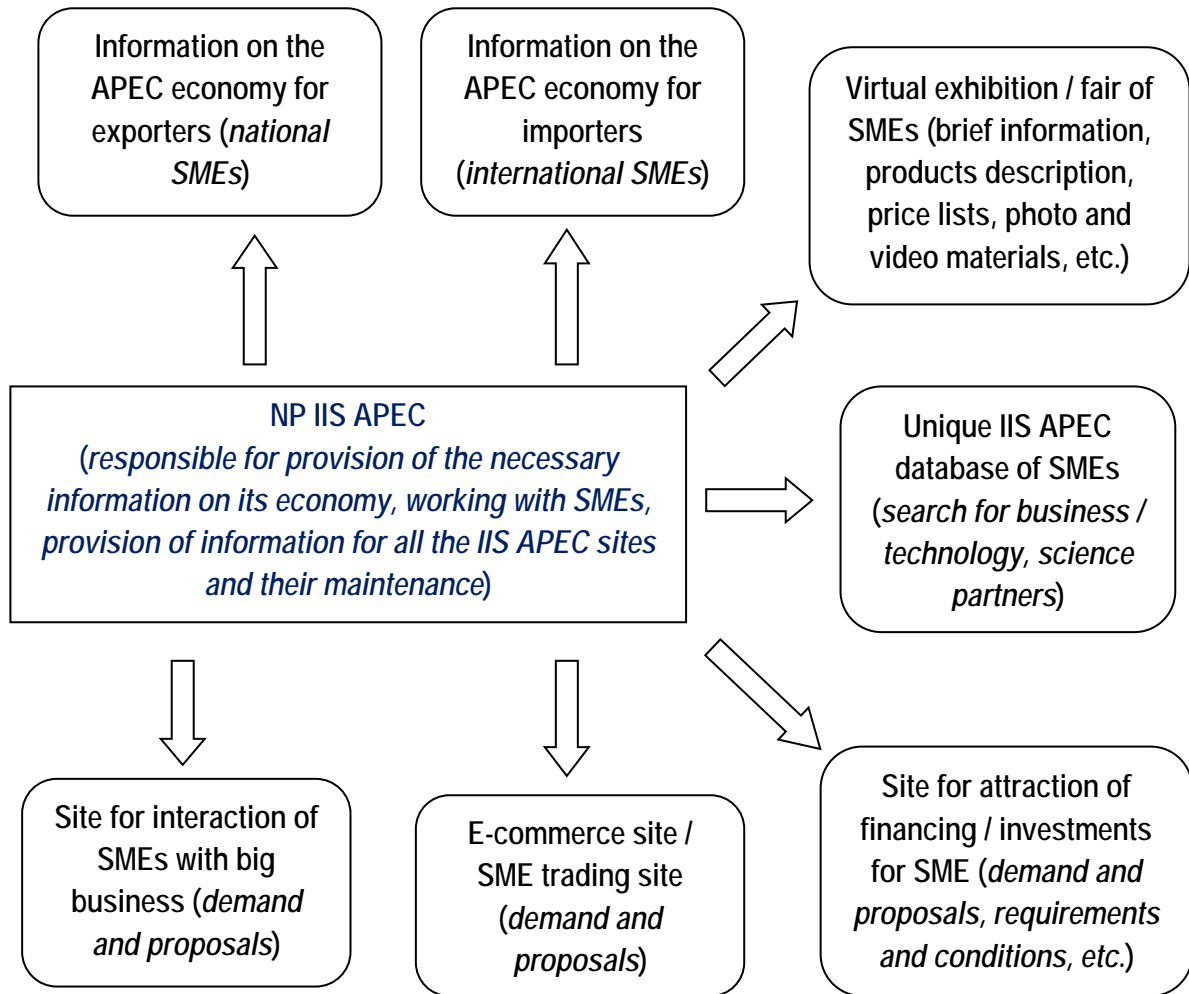 Information on the
APEC economy for
exporters (national
SMEs)
Information on the
APEC economy for
importers
(international SMEs)
Virtual exhibition / fair of
SMEs (brief information,
products description,
price lists, photo and
video materials, etc.)
NP IIS APEC
(responsible for provision of the necessary
information on its economy, working with SMEs,
provision of information for all the IIS APEC sites
and their maintenance)
Unique IIS APEC
database of SMEs
(search for business /
technology, science
partners)
Site for interaction of
SMEs with big
business (demand
and proposals)
E-commerce site /
SME trading site
(demand and
proposals)
Site for attraction of
financing / investments
for SME (demand and
proposals, requirements
and conditions, etc.)